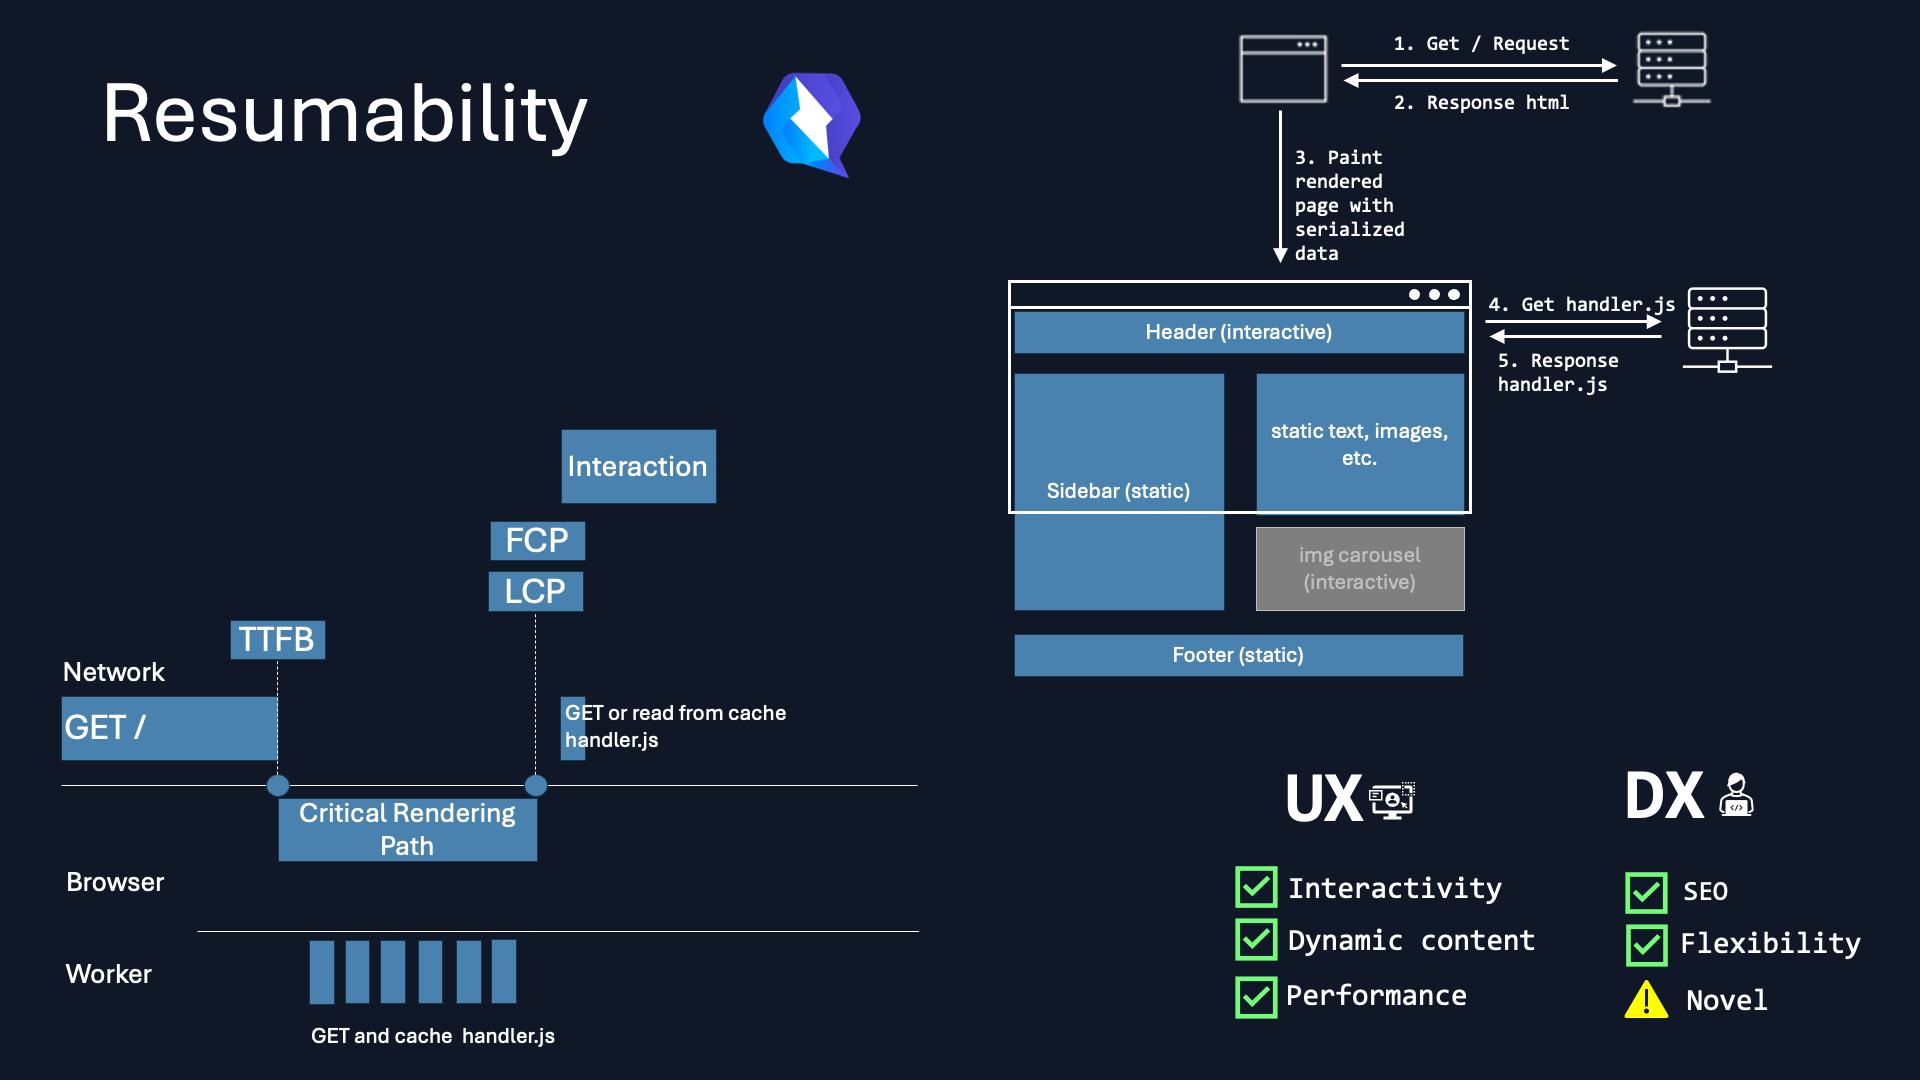 Resumability
1. Get / Request
2. Response html
3. Paint
rendered
page with
serialized
data
4. Get handler.js
5. Response
handler.js
Header (interactive)
Sidebar (static)
static text, images,
etc.
img carousel
(interactive)
Footer (static)
Interaction
FCP
LCP
TTFB
Network
GET /
GET or read from cache
handler.js
Critical Rendering
Path
Browser
Worker
GET and cache handler.js
UX
Interactivity
Dynamic content
Performance
DX
SEO
Flexibility
Novel